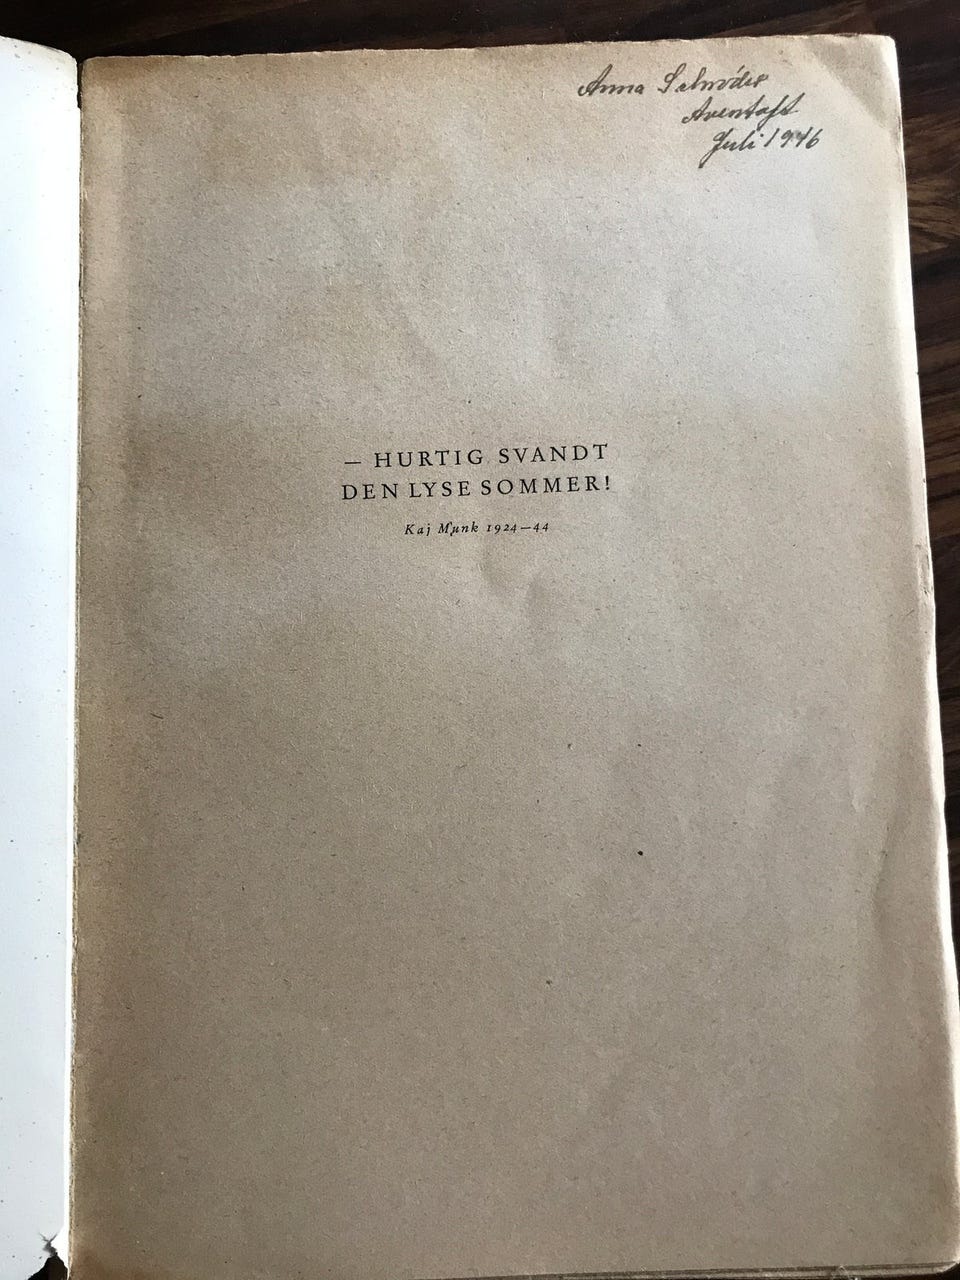 Anna Schröder
Aventoft
Juli 1946
— HURTIG SVANDT
DEN LYSE SOMMER!
Kaj Munk 1924—44